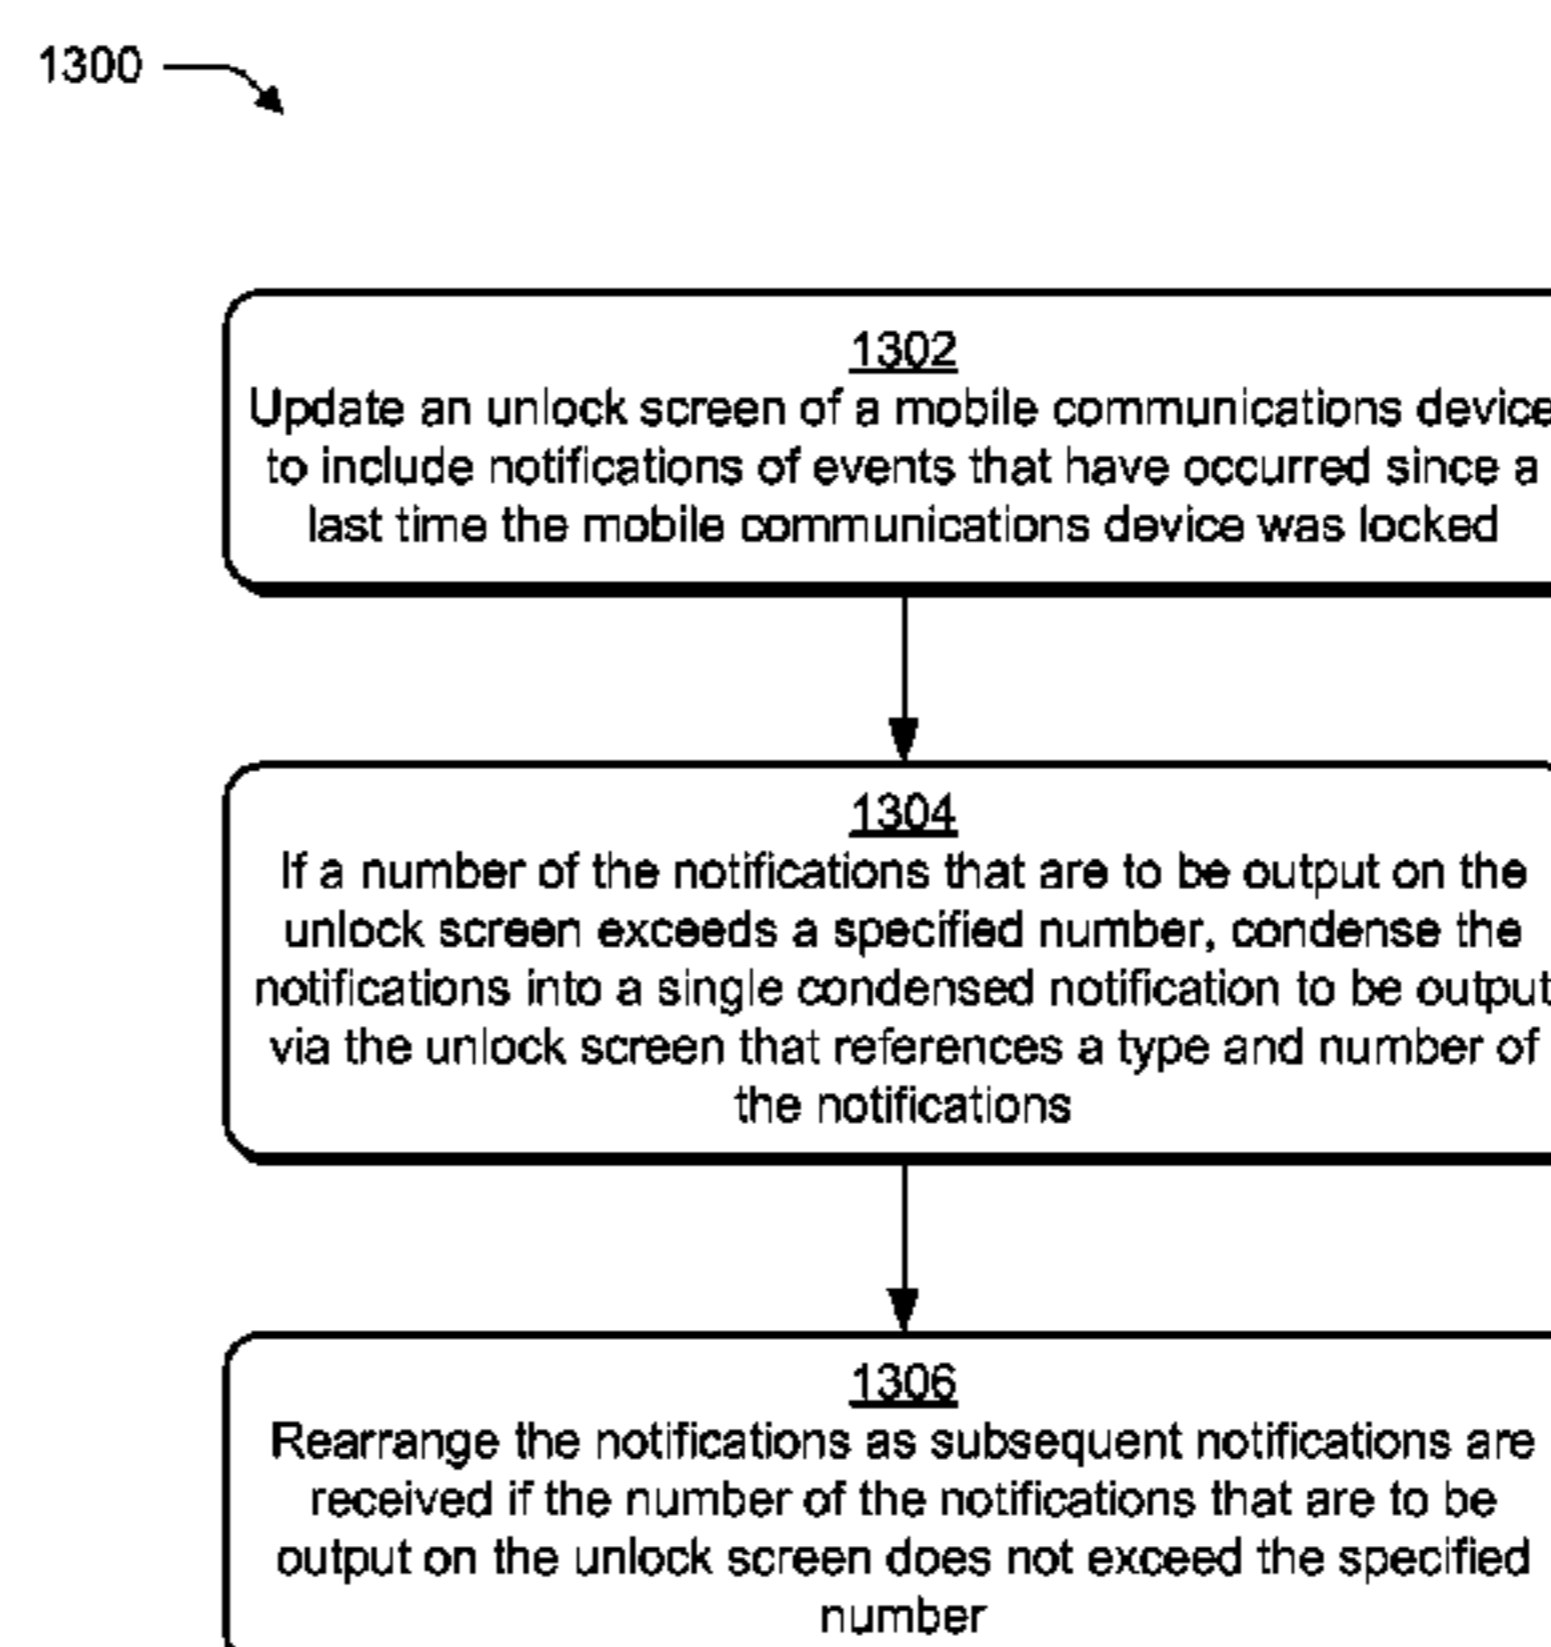 1300
1302
Update an unlock screen of a mobile communications device
to include notifications of events that have occurred since a
last time the mobile communications device was locked
1304
If a number of the notifications that are to be output on the
unlock screen exceeds a specified number, condense the
notifications into a single condensed notification to be output
via the unlock screen that references a type and number of
the notifications
1306
Rearrange the notifications as subsequent notifications are
received if the number of the notifications that are to be
output on the unlock screen does not exceed the specified
number